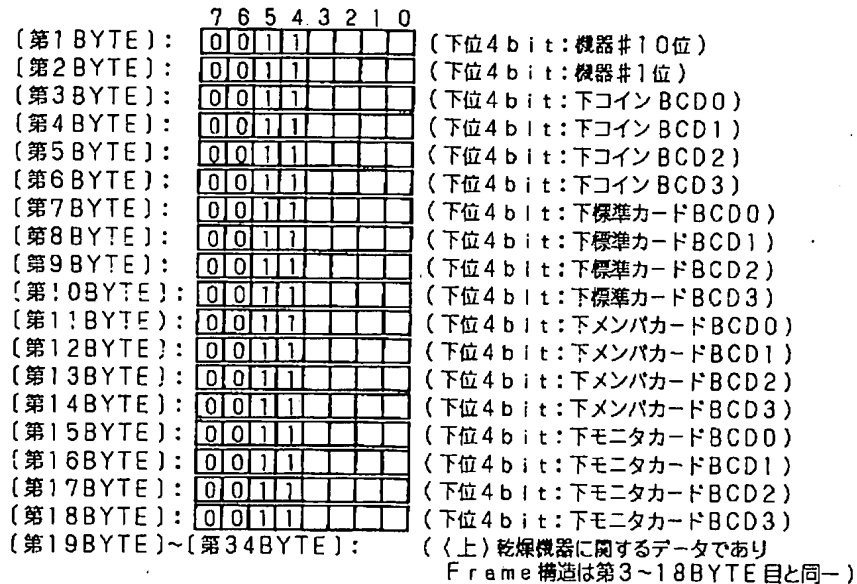 7 6 5 4 3 2 1 0
〔第1BYTE〕: 0 0 1 1 (下位4bit:機器#10位)
〔第2BYTE〕: 0 0 1 1 (下位4bit:機器#1位)
〔第3BYTE〕: 0 0 1 1 (下位4bit:下コインBCD0)
〔第4BYTE〕: 0 0 1 1 (下位4bit:下コインBCD1)
〔第5BYTE〕: 0 0 1 1 (下位4bit:下コインBCD2)
〔第6BYTE〕: 0 0 1 1 (下位4bit:下コインBCD3)
〔第7BYTE〕: 0 0 1 1 (下位4bit:下標準カードBCD0)
〔第8BYTE〕: 0 0 1 1 (下位4bit:下標準カードBCD1)
〔第9BYTE〕: 0 0 1 1 (下位4bit:下標準カードBCD2)
〔第10BYTE〕: 0 0 1 1 (下位4bit:下標準カードBCD3)
〔第11BYTE〕: 0 0 1 1 (下位4bit:下メンバカードBCD0)
〔第12BYTE〕: 0 0 1 1 (下位4bit:下メンバカードBCD1)
〔第13BYTE〕: 0 0 1 1 (下位4bit:下メンバカードBCD2)
〔第14BYTE〕: 0 0 1 1 (下位4bit:下メンバカードBCD3)
〔第15BYTE〕: 0 0 1 1 (下位4bit:下モニタカードBCD0)
〔第16BYTE〕: 0 0 1 1 (下位4bit:下モニタカードBCD1)
〔第17BYTE〕: 0 0 1 1 (下位4bit:下モニタカードBCD2)
〔第18BYTE〕: 0 0 1 1 (下位4bit:下モニタカードBCD3)
〔第19BYTE〕~〔第34BYTE〕: (〈上〉乾燥機器に関するデータであり
Frame構造は第3~18BYTE目と同一)